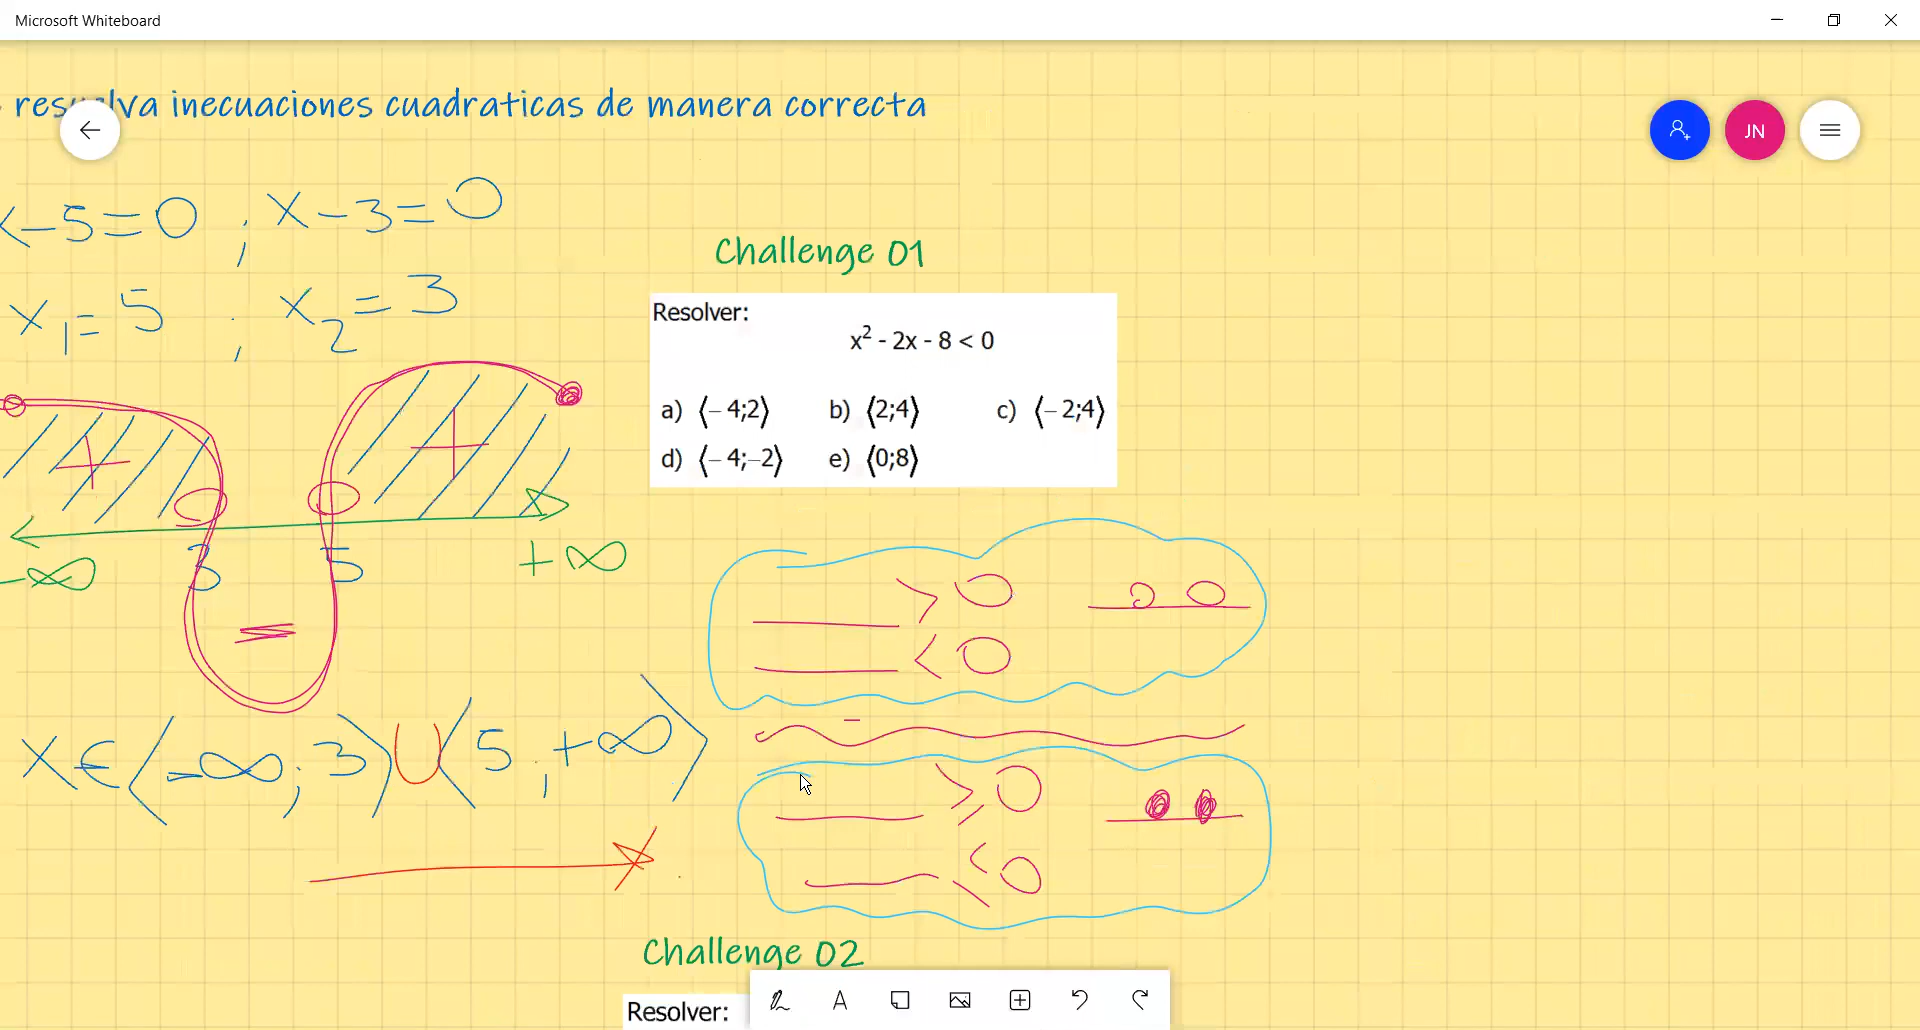 Microsoft Whiteboard
resuelva inecuaciones cuadraticas de manera correcta
JN
x-5=0 ; x-3=0
x₁=5 ; x₂=3
+ +
-∞ 3 5 +∞
-
x∈⟨-∞;3⟩∪⟨5,+∞⟩
Challenge 01
Resolver:
x² - 2x - 8 < 0
a) ⟨– 4;2⟩ b) ⟨2;4⟩ c) ⟨– 2;4⟩
d) ⟨– 4;–2⟩ e) ⟨0;8⟩
> 0
< 0
≥ 0
≤ 0
Challenge 02
Resolver: